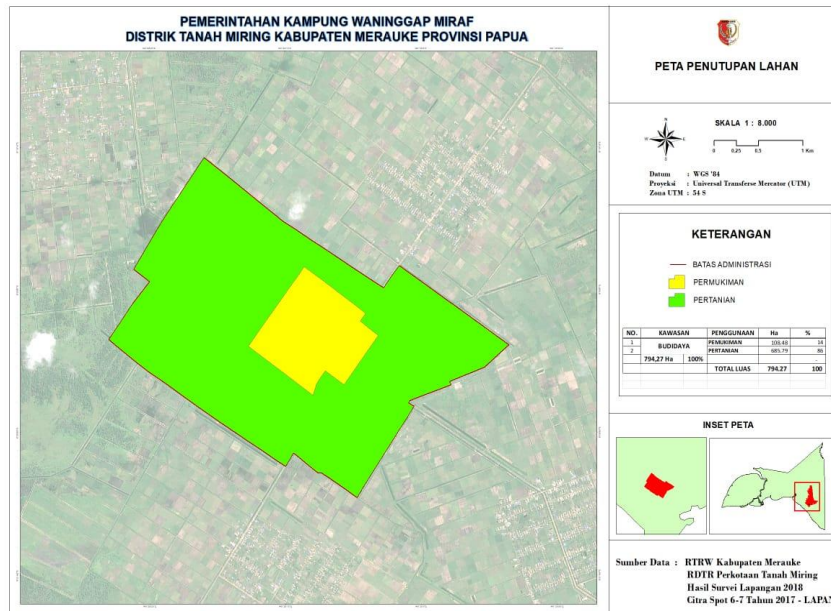 PEMERINTAHAN KAMPUNG WANINGGAP MIRAF
DISTRIK TANAH MIRING KABUPATEN MERAUKE PROVINSI PAPUA
PETA PENUTUPAN LAHAN
N
SKALA 1 : 8.000
0 0,25 0,5 1 Km
Datum : WGS '84
Proyeksi : Universal Transferse Mercator (UTM)
Zona UTM : 54 S
KETERANGAN
BATAS ADMINISTRASI
PERMUKIMAN
PERTANIAN
NO. KAWASAN PENGGUNAAN Ha %
1 BUDIDAYA PEMUKIMAN 108.48 14
2 PERTANIAN 685.79 86
794,27 Ha 100% -
TOTAL LUAS 794.27 100
INSET PETA
Sumber Data : RTRW Kabupaten Merauke
RDTR Perkotaan Tanah Miring
Hasil Survei Lapangan 2018
Citra Spot 6-7 Tahun 2017 - LAPAN